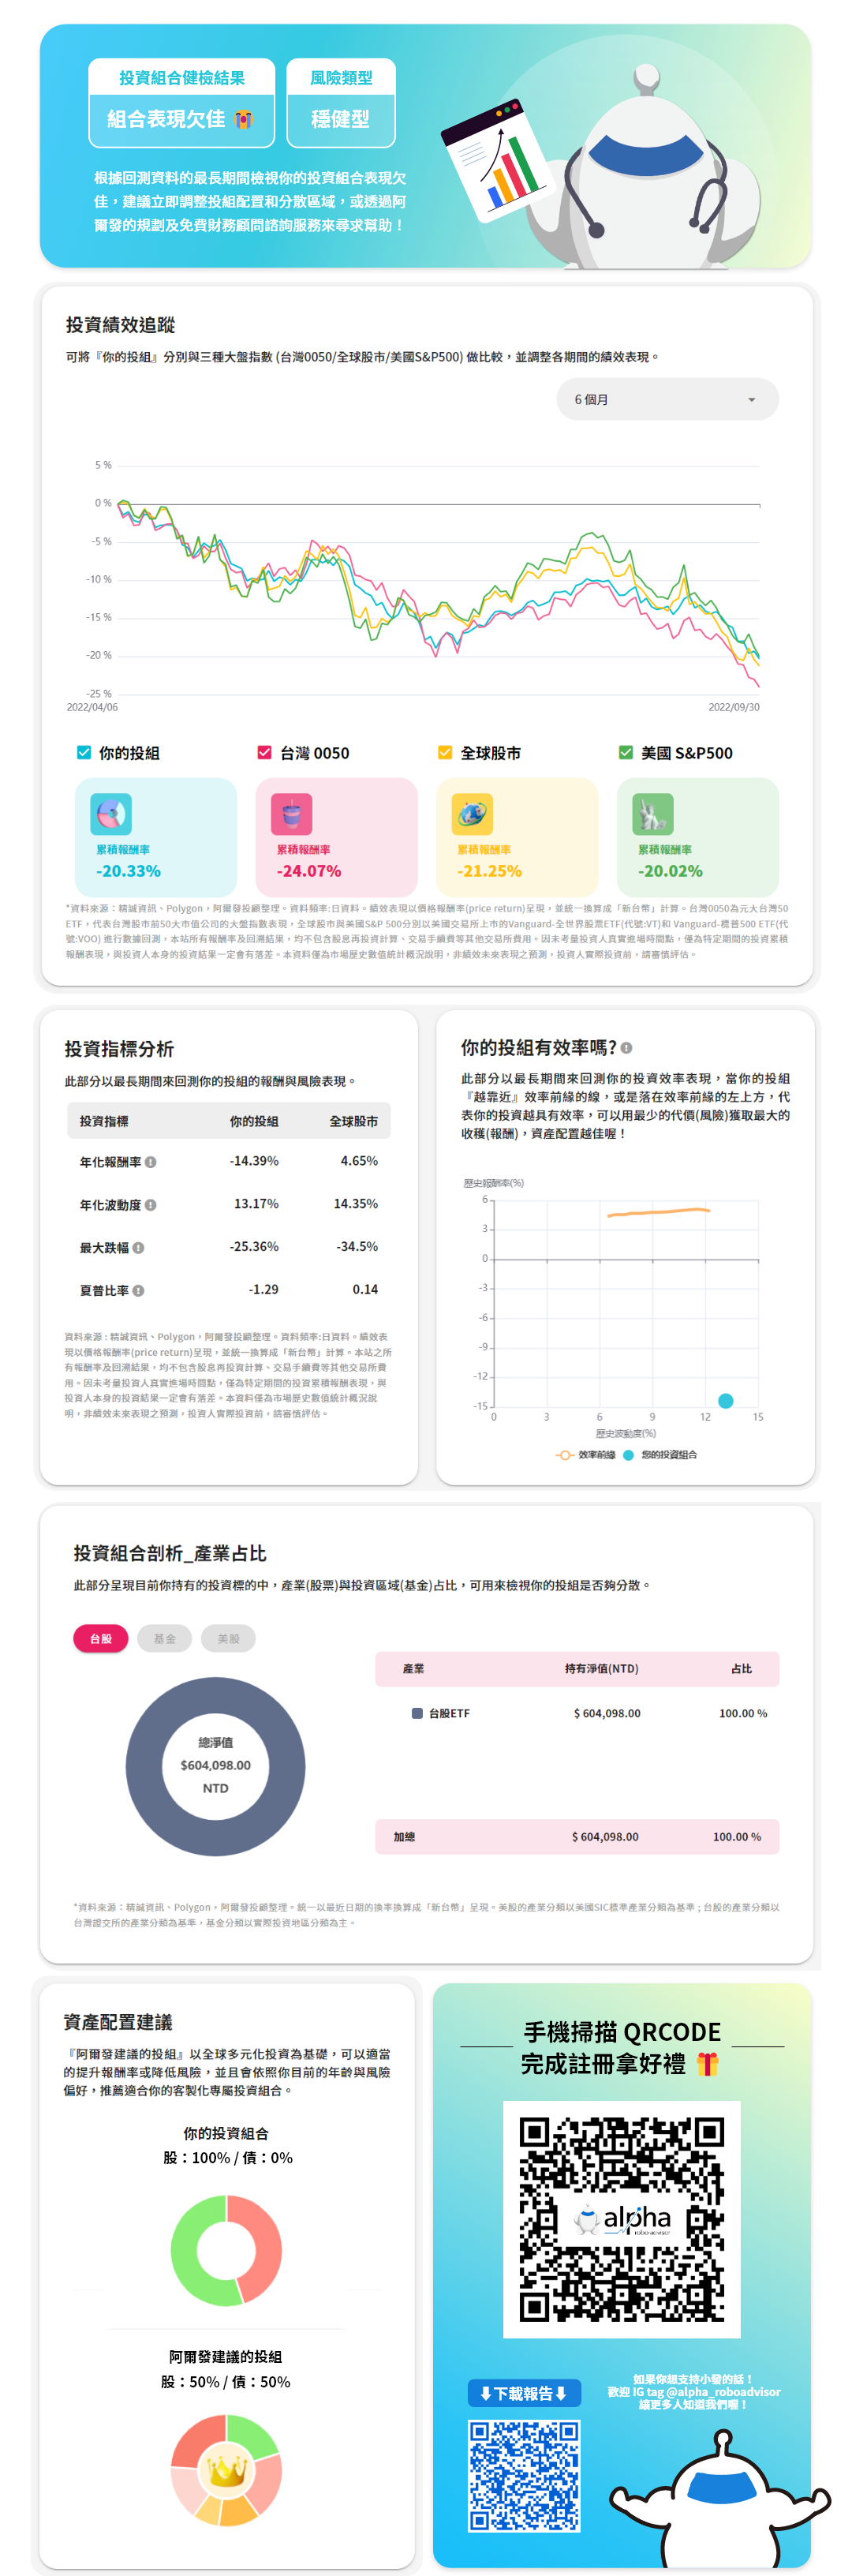 投資組合健檢結果
組合表現欠佳
風險類型
穩健型
根據回測資料的最長期間檢視你的投資組合表現欠
佳，建議立即調整投組配置和分散區域，或透過阿
爾發的規劃及免費財務顧問諮詢服務來尋求幫助！
投資績效追蹤
可將『你的投組』分別與三種大盤指數 (台灣0050/全球股市/美國S&P500) 做比較，並調整各期間的績效表現。
6 個月
5 %
0 %
-5 %
-10 %
-15 %
-20 %
-25 %
2022/04/06
2022/09/30
你的投組
台灣 0050
全球股市
美國 S&P500
累積報酬率
-20.33%
累積報酬率
-24.07%
累積報酬率
-21.25%
累積報酬率
-20.02%
*資料來源：精誠資訊、Polygon，阿爾發投顧整理。資料頻率:日資料。績效表現以價格報酬率(price return)呈現，並統一換算成「新台幣」計算。台灣0050為元大台灣50
ETF，代表台灣股市前50大市值公司的大盤指數表現，全球股市與美國S&P 500分別以美國交易所上市的Vanguard-全世界股票ETF(代號:VT)和 Vanguard-標普500 ETF(代
號:VOO) 進行數據回測，本站所有報酬率及回溯結果，均不包含股息再投資計算、交易手續費等其他交易所費用。因未考量投資人真實進場時間點，僅為特定期間的投資累積
報酬表現，與投資人本身的投資結果一定會有落差。本資料僅為市場歷史數值統計概況說明，非績效未來表現之預測，投資人實際投資前，請審慎評估。
投資指標分析
此部分以最長期間來回測你的投組的報酬與風險表現。
投資指標 你的投組 全球股市
年化報酬率 -14.39% 4.65%
年化波動度 13.17% 14.35%
最大跌幅 -25.36% -34.5%
夏普比率 -1.29 0.14
資料來源：精誠資訊、Polygon，阿爾發投顧整理。資料頻率:日資料。績效表
現以價格報酬率(price return)呈現，並統一換算成「新台幣」計算。本站之所
有報酬率及回溯結果，均不包含股息再投資計算、交易手續費等其他交易所費
用。因未考量投資人真實進場時間點，僅為特定期間的投資累積報酬表現，與
投資人本身的投資結果一定會有落差。本資料僅為市場歷史數值統計概況說
明，非績效未來表現之預測，投資人實際投資前，請審慎評估。
你的投組有效率嗎?
此部分以最長期間來回測你的投資效率表現，當你的投組
『越靠近』效率前緣的線，或是落在效率前緣的左上方，代
表你的投資越具有效率，可以用最少的代價(風險)獲取最大的
收穫(報酬)，資產配置越佳喔！
歷史報酬率(%)
6
3
0
-3
-6
-9
-12
-15
0 3 6 9 12 15
歷史波動度(%)
效率前緣 您的投資組合
投資組合剖析_產業占比
此部分呈現目前你持有的投資標的中，產業(股票)與投資區域(基金)占比，可用來檢視你的投組是否夠分散。
台股 基金 美股
總淨值
$604,098.00
NTD
產業 持有淨值(NTD) 占比
台股ETF $ 604,098.00 100.00 %
加總 $ 604,098.00 100.00 %
*資料來源：精誠資訊、Polygon，阿爾發投顧整理。統一以最近日期的換率換算成「新台幣」呈現。美股的產業分類以美國SIC標準產業分類為基準 ; 台股的產業分類以
台灣證交所的產業分類為基準，基金分類以實際投資地區分類為主。
資產配置建議
『阿爾發建議的投組』以全球多元化投資為基礎，可以適當
的提升報酬率或降低風險，並且會依照你目前的年齡與風險
偏好，推薦適合你的客製化專屬投資組合。
你的投資組合
股：100% / 債：0%
阿爾發建議的投組
股：50% / 債：50%
手機掃描 QRCODE
完成註冊拿好禮
alpha
robo-advisor
⬇下載報告⬇
如果你想支持小發的話！
歡迎 IG tag @alpha_roboadvisor
讓更多人知道我們喔！